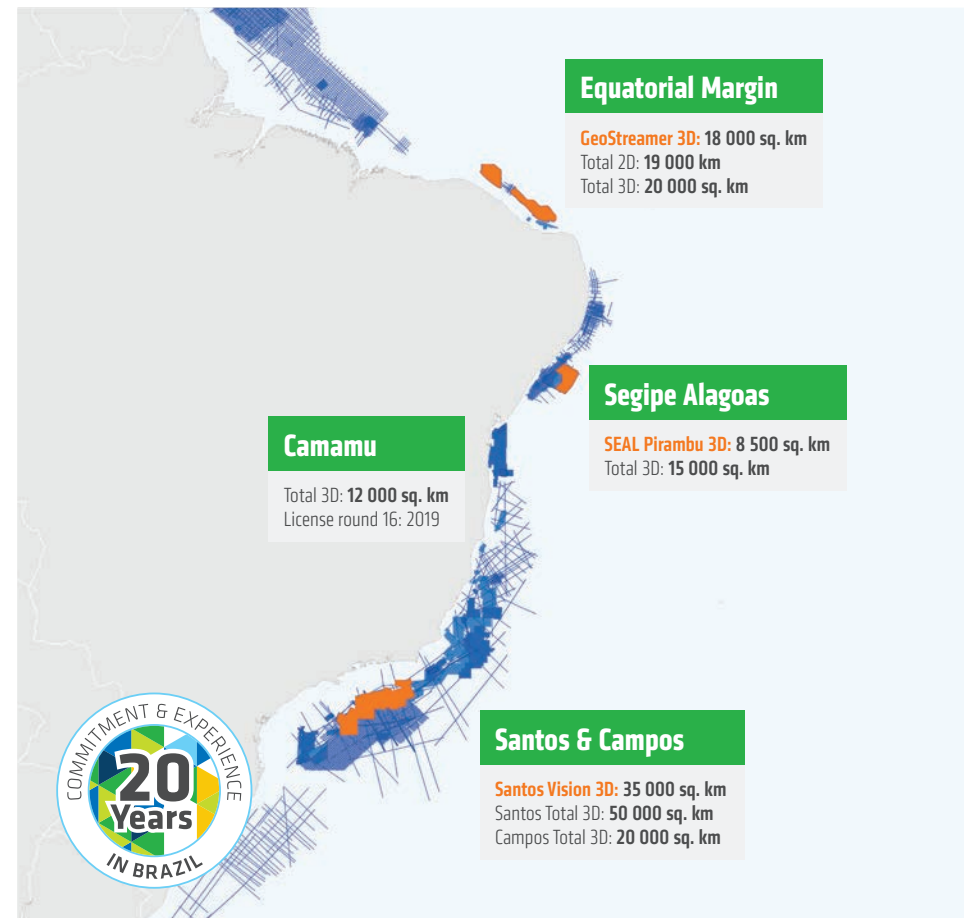 Equatorial Margin
GeoStreamer 3D: 18 000 sq. km
Total 2D: 19 000 km
Total 3D: 20 000 sq. km
Segipe Alagoas
SEAL Pirambu 3D: 8 500 sq. km
Total 3D: 15 000 sq. km
Camamu
Total 3D: 12 000 sq. km
License round 16: 2019
Santos & Campos
Santos Vision 3D: 35 000 sq. km
Santos Total 3D: 50 000 sq. km
Campos Total 3D: 20 000 sq. km
COMMITMENT & EXPERIENCE
20
Years
IN BRAZIL